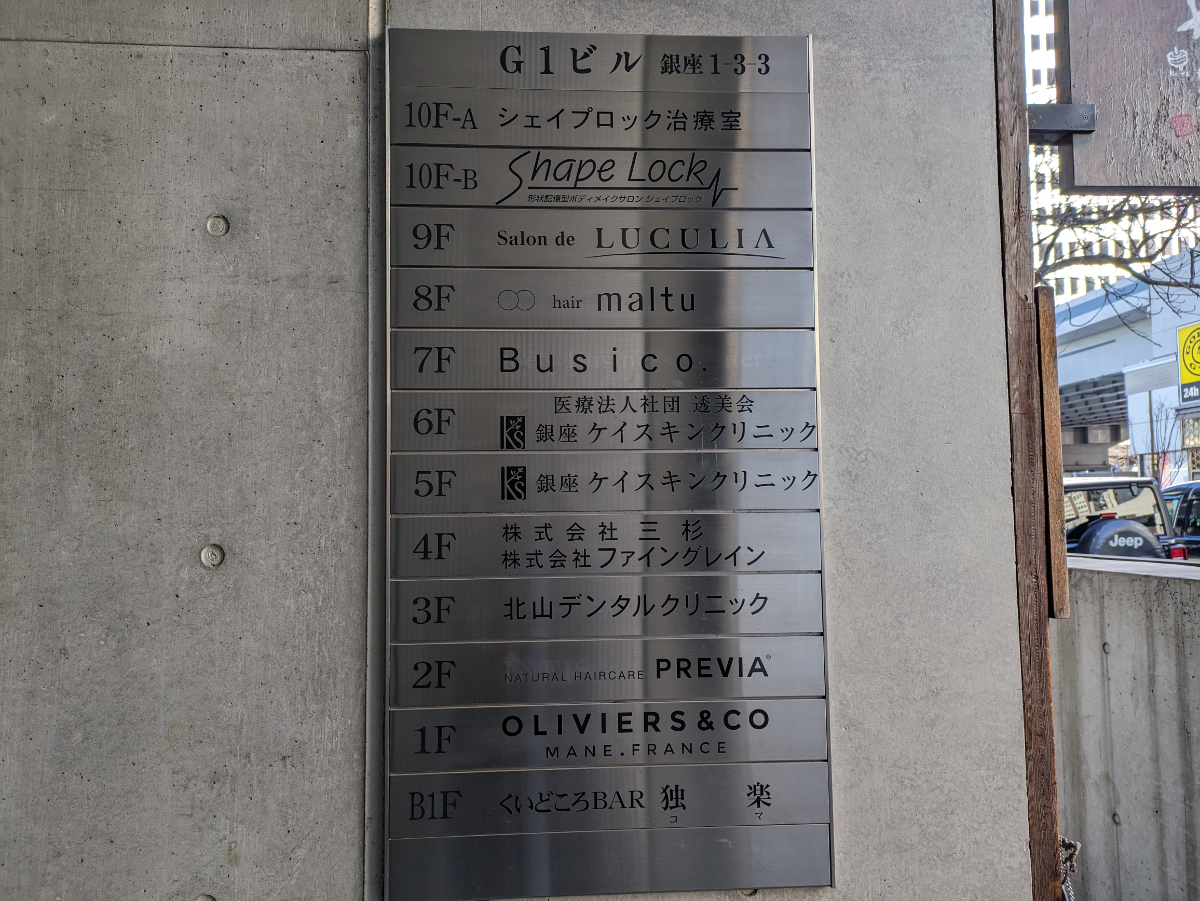 G1ビル 銀座1-3-3
10F-A シェイプロック治療室
10F-B Shape Lock
形状記憶型ボディメイクサロン シェイプロック
9F Salon de LUCULIA
8F hair maltu
7F Busico.
医療法人社団 透美会
6F KS 銀座 ケイスキンクリニック
5F KS 銀座 ケイスキンクリニック
株式会社 三杉
4F
株式会社ファイングレイン
3F 北山デンタルクリニック
2F NATURAL HAIRCARE PREVIA®
OLIVIERS&CO
1F
MANE.FRANCE
B1F くいどころBAR 独楽
コ マ
24h
Jeep